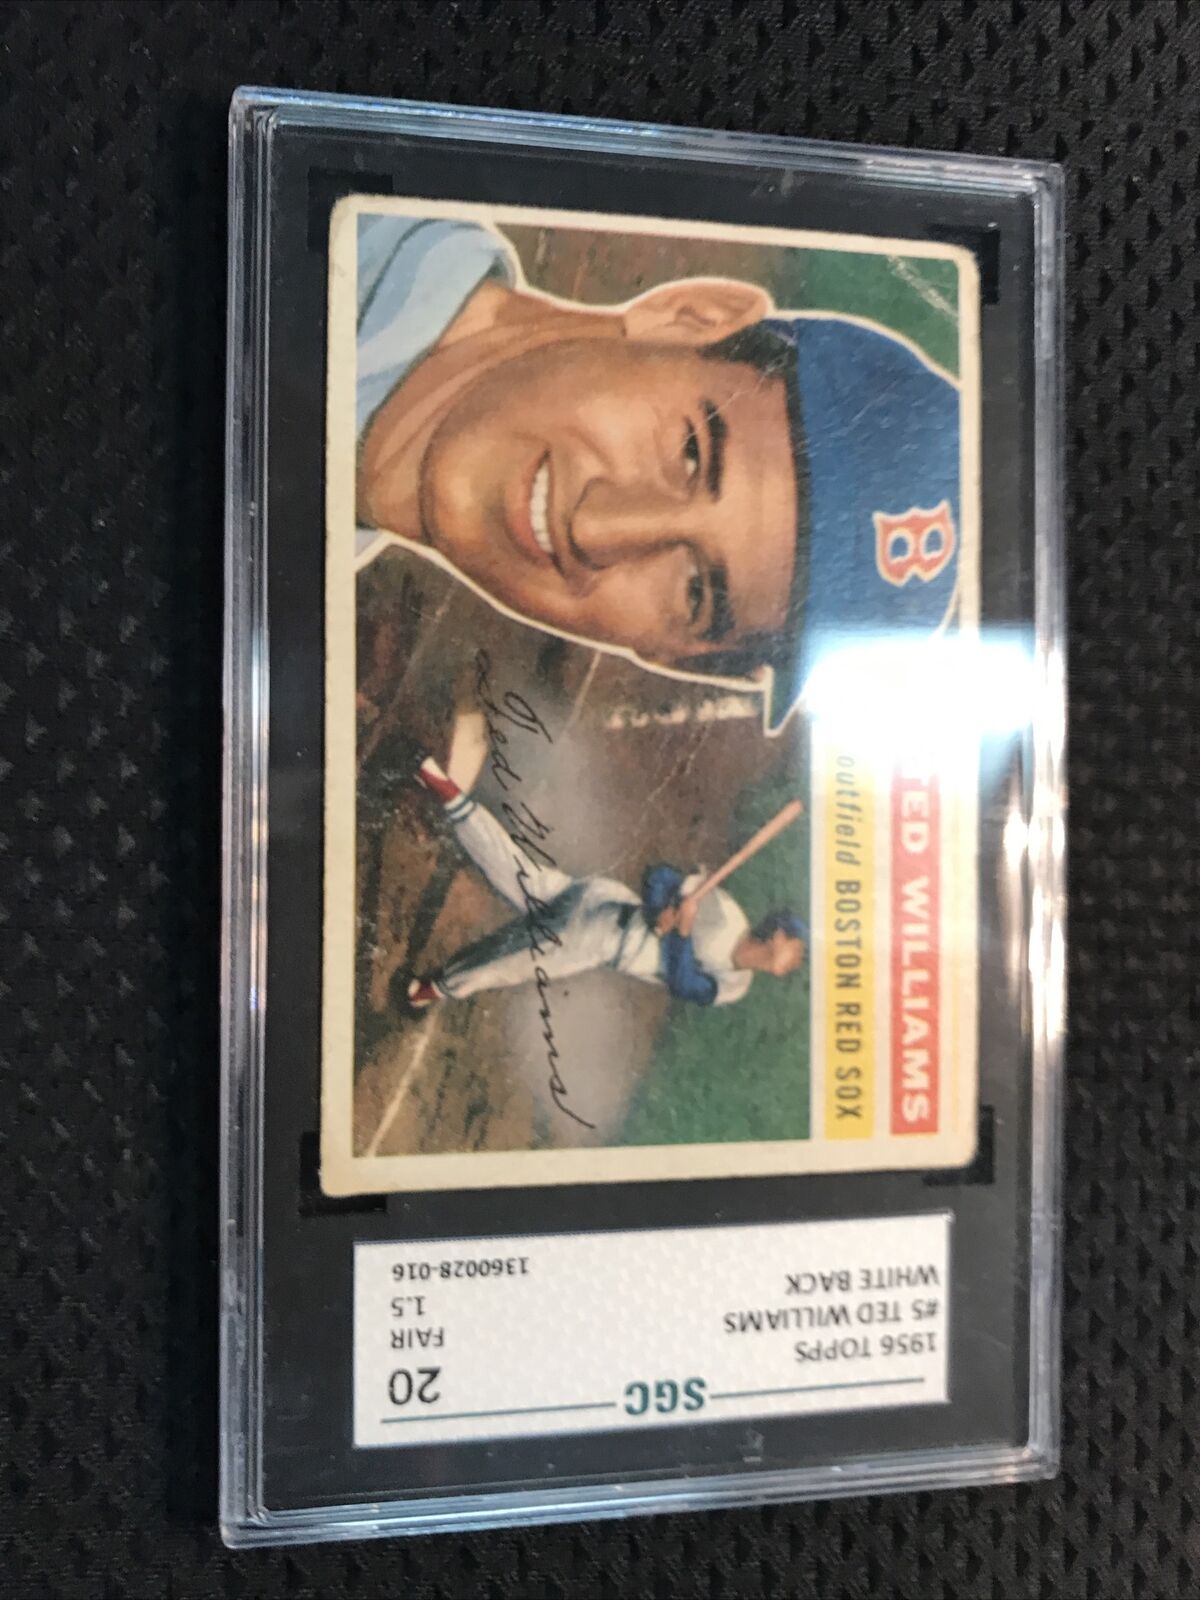 SGC
1956 TOPPS
#5 TED WILLIAMS
WHITE BACK
20
FAIR
1.5
1360028-016
TED WILLIAMS
outfield BOSTON RED SOX
B
Ted Williams